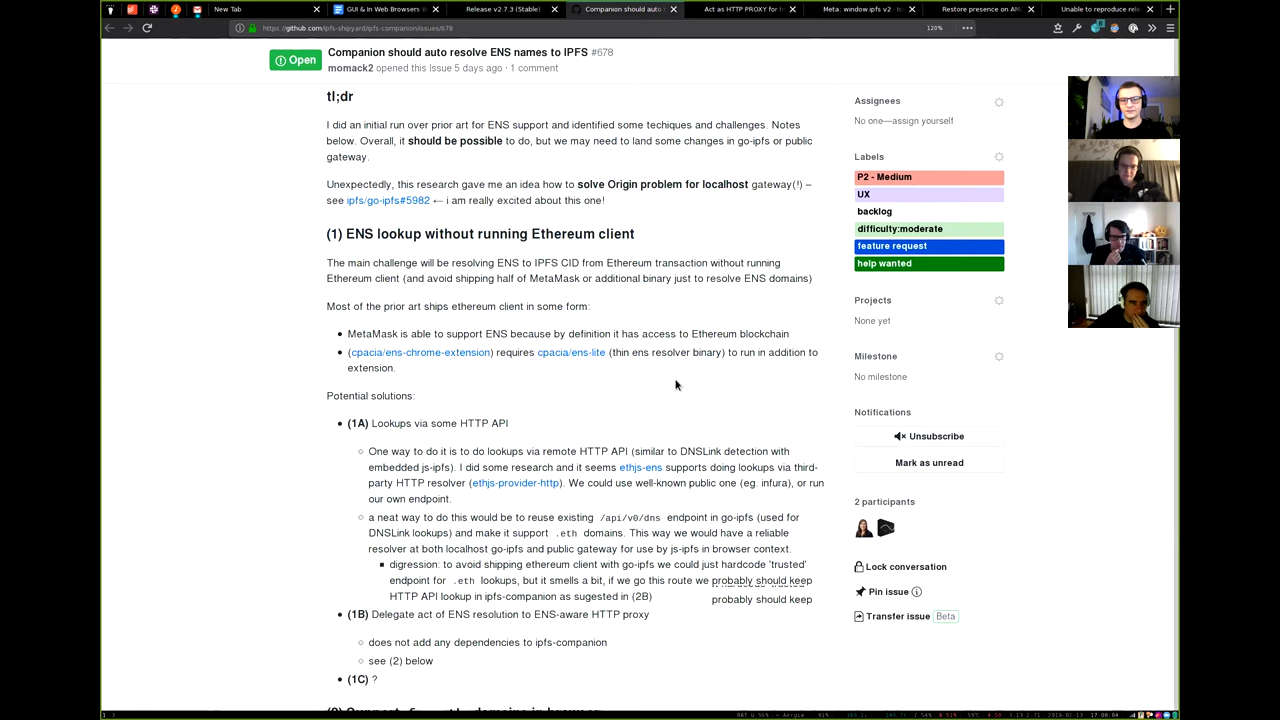 New Tab
GUI & In Web Browsers W
Release v2.7.3 (Stable)
Companion should auto
Act as HTTP PROXY for h
Meta: window.ipfs v2 · Is
Restore presence on AM
Unable to reproduce rele
https://github.com/ipfs-shipyard/ipfs-companion/issues/678
120%
Open
Companion should auto resolve ENS names to IPFS #678
momack2 opened this Issue 5 days ago · 1 comment
tl;dr
I did an initial run over prior art for ENS support and identified some techiques and challenges. Notes
below. Overall, it should be possible to do, but we may need to land some changes in go-ipfs or public
gateway.
Unexpectedly, this research gave me an idea how to solve Origin problem for localhost gateway(!) –
see ipfs/go-ipfs#5982 ← i am really excited about this one!
(1) ENS lookup without running Ethereum client
The main challenge will be resolving ENS to IPFS CID from Ethereum transaction without running
Ethereum client (and avoid shipping half of MetaMask or additional binary just to resolve ENS domains)
Most of the prior art ships ethereum client in some form:
• MetaMask is able to support ENS because by definition it has access to Ethereum blockchain
• (cpacia/ens-chrome-extension) requires cpacia/ens-lite (thin ens resolver binary) to run in addition to
extension.
Potential solutions:
• (1A) Lookups via some HTTP API
○ One way to do it is to do lookups via remote HTTP API (similar to DNSLink detection with
embedded js-ipfs). I did some research and it seems ethjs-ens supports doing lookups via third-
party HTTP resolver (ethjs-provider-http). We could use well-known public one (eg. infura), or run
our own endpoint.
○ a neat way to do this would be to reuse existing /api/v0/dns endpoint in go-ipfs (used for
DNSLink lookups) and make it support .eth domains. This way we would have a reliable
resolver at both localhost go-ipfs and public gateway for use by js-ipfs in browser context.
▪ digression: to avoid shipping ethereum client with go-ipfs we could just hardcode 'trusted'
endpoint for .eth lookups, but it smells a bit, if we go this route we probably should keep
HTTP API lookup in ipfs-companion as sugested in (2B)
probably should keep
• (1B) Delegate act of ENS resolution to ENS-aware HTTP proxy
○ does not add any dependencies to ipfs-companion
○ see (2) below
• (1C) ?
Assignees
No one—assign yourself
Labels
P2 - Medium
UX
backlog
difficulty:moderate
feature request
help wanted
Projects
None yet
Milestone
No milestone
Notifications
Unsubscribe
Mark as unread
2 participants
Lock conversation
Pin issue
Transfer issue Beta